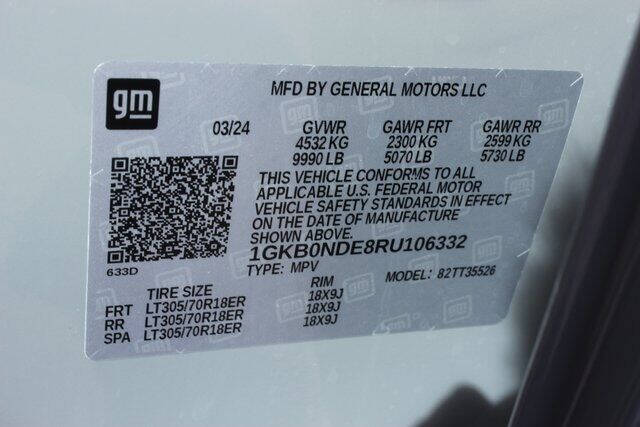 gm
MFD BY GENERAL MOTORS LLC
03/24 GVWR GAWR FRT GAWR RR
4532 KG 2300 KG 2599 KG
9990 LB 5070 LB 5730 LB
THIS VEHICLE CONFORMS TO ALL
APPLICABLE U.S. FEDERAL MOTOR
VEHICLE SAFETY STANDARDS IN EFFECT
ON THE DATE OF MANUFACTURE
SHOWN ABOVE.
633D
1GKB0NDE8RU106332
TYPE: MPV MODEL: 82TT35526
TIRE SIZE RIM
FRT LT305/70R18ER 18X9J
RR LT305/70R18ER 18X9J
SPA LT305/70R18ER 18X9J